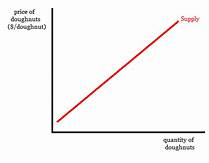 price of
doughnuts
($/doughnut)
Supply
quantity of
doughnuts